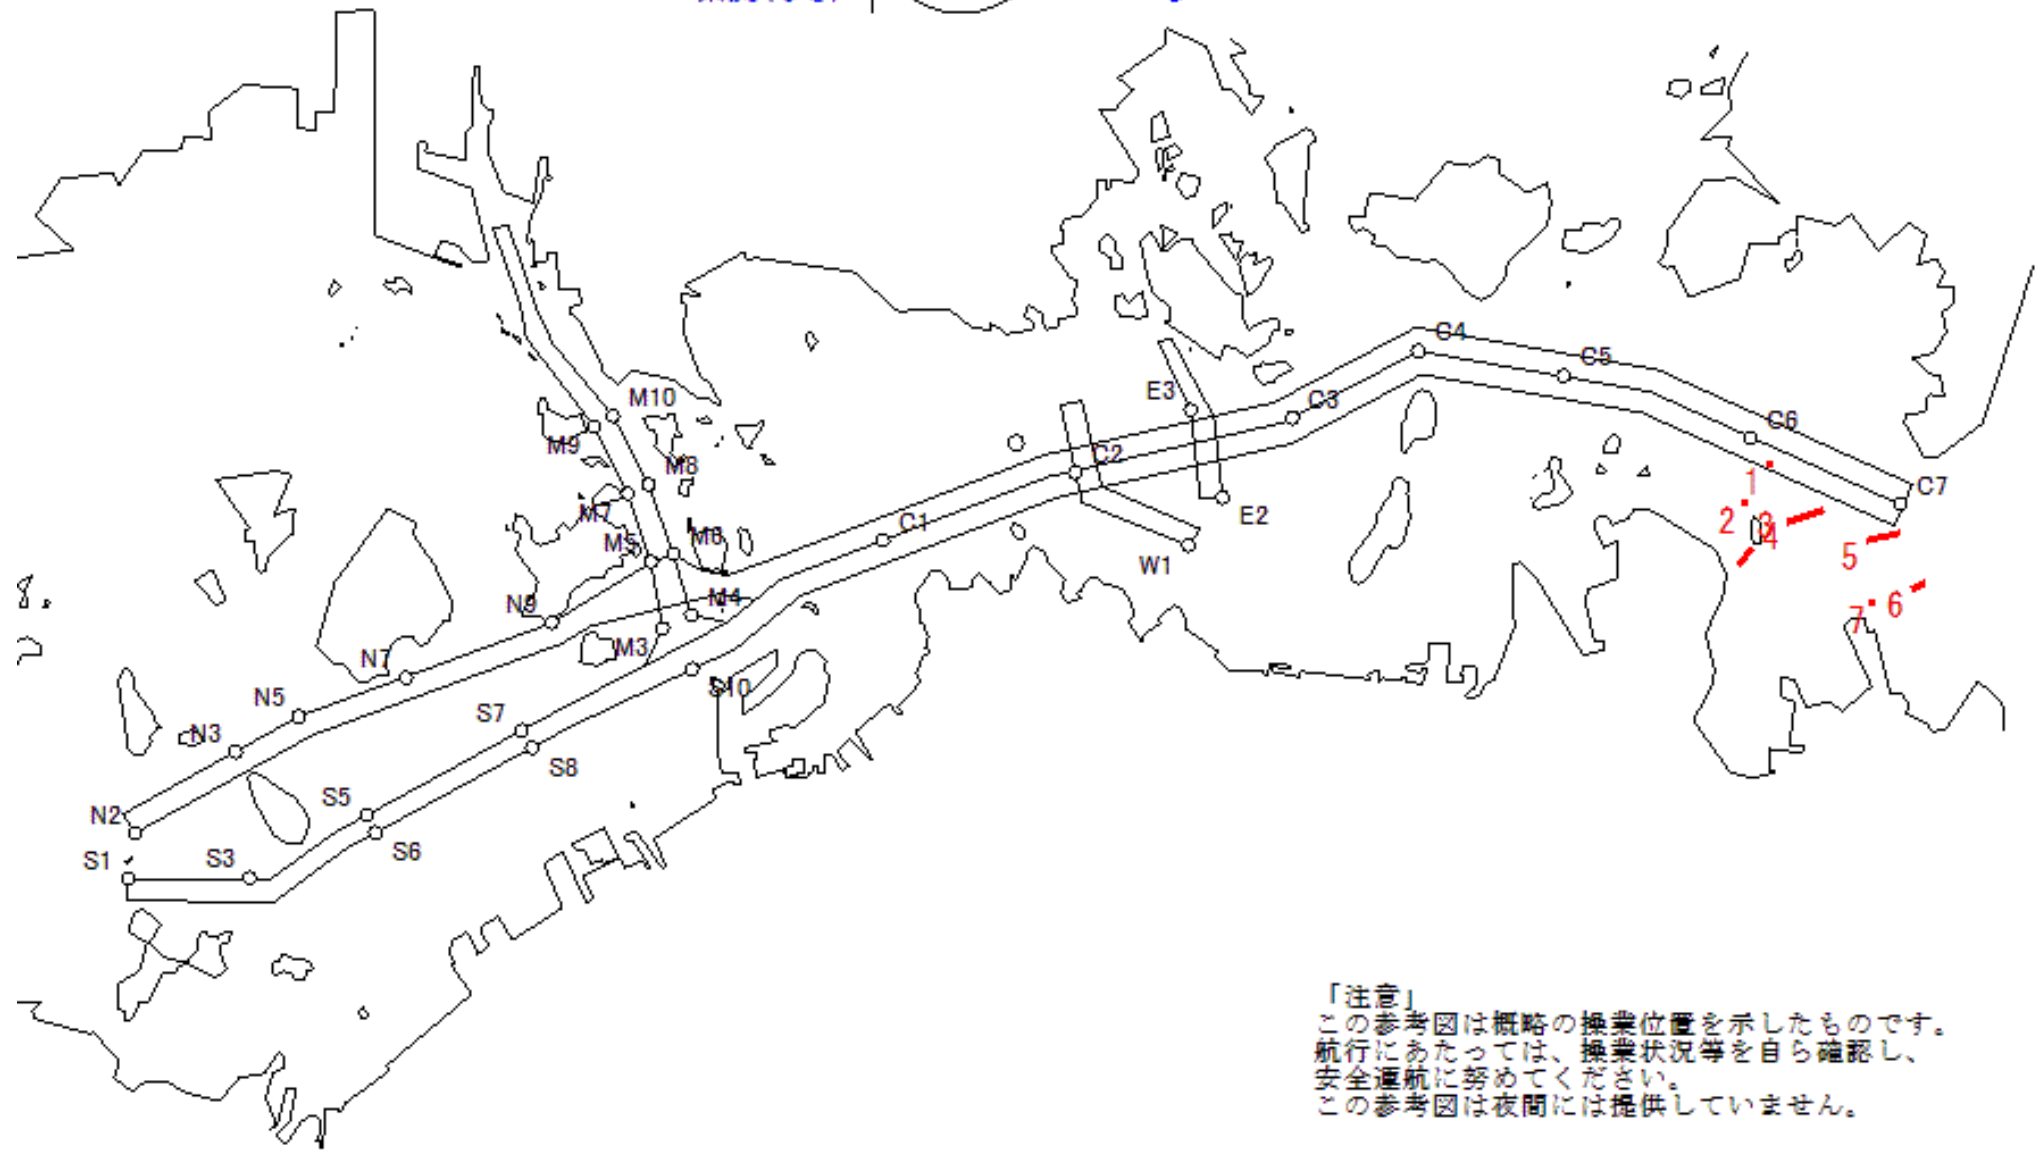 C4
C5
M10
E3
C3
C6
M9
C2
M8
1
C7
M7
E2
2
3
C1
4
M5
M6
5
W1
N9
M4
6
7
M3
N7
S10
N5
S7
N3
S8
S5
N2
S6
S1
S3
「注意」
この参考図は概略の操業位置を示したものです。
航行にあたっては、操業状況等を自ら確認し、
安全運航に努めてください。
この参考図は夜間には提供していません。